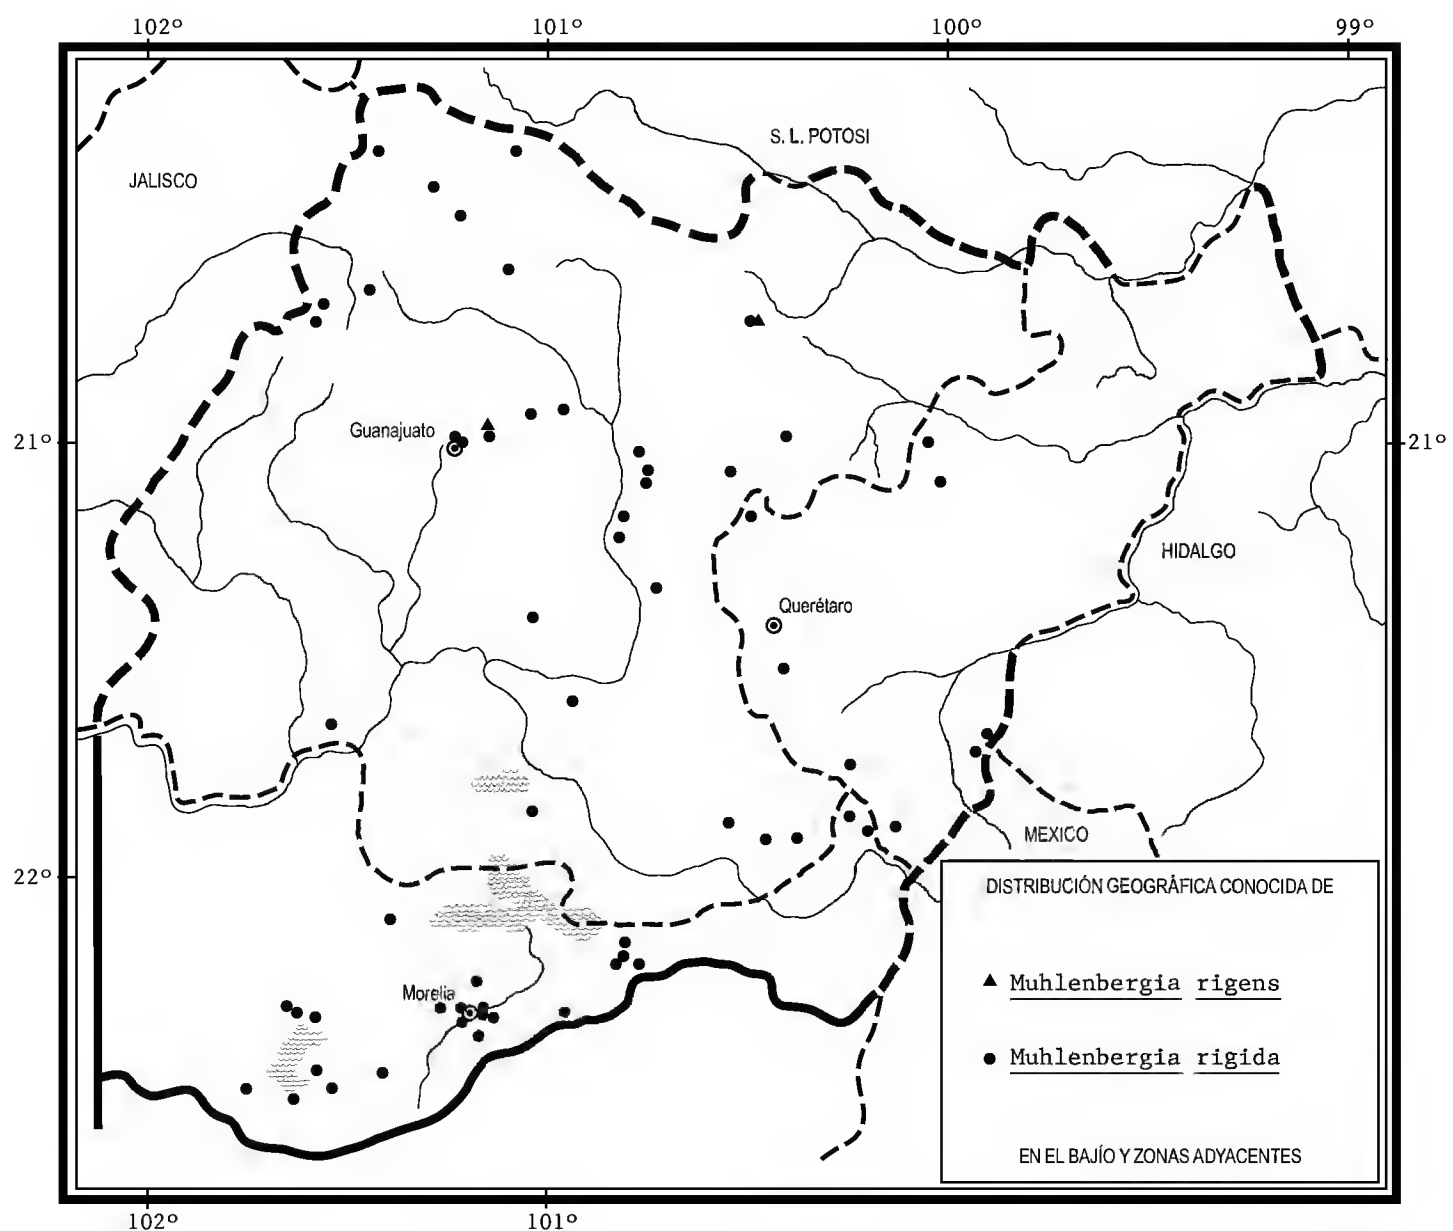 102° 101° 100° 99°
S. L. POTOSI
JALISCO
Guanajuato
21° 21°
HIDALGO
Querétaro
MEXICO
22°
DISTRIBUCIÓN GEOGRÁFICA CONOCIDA DE
Muhlenbergia rigens
Morelia
Muhlenbergia rigida
EN EL BAJÍO Y ZONAS ADYACENTES
102° 101°